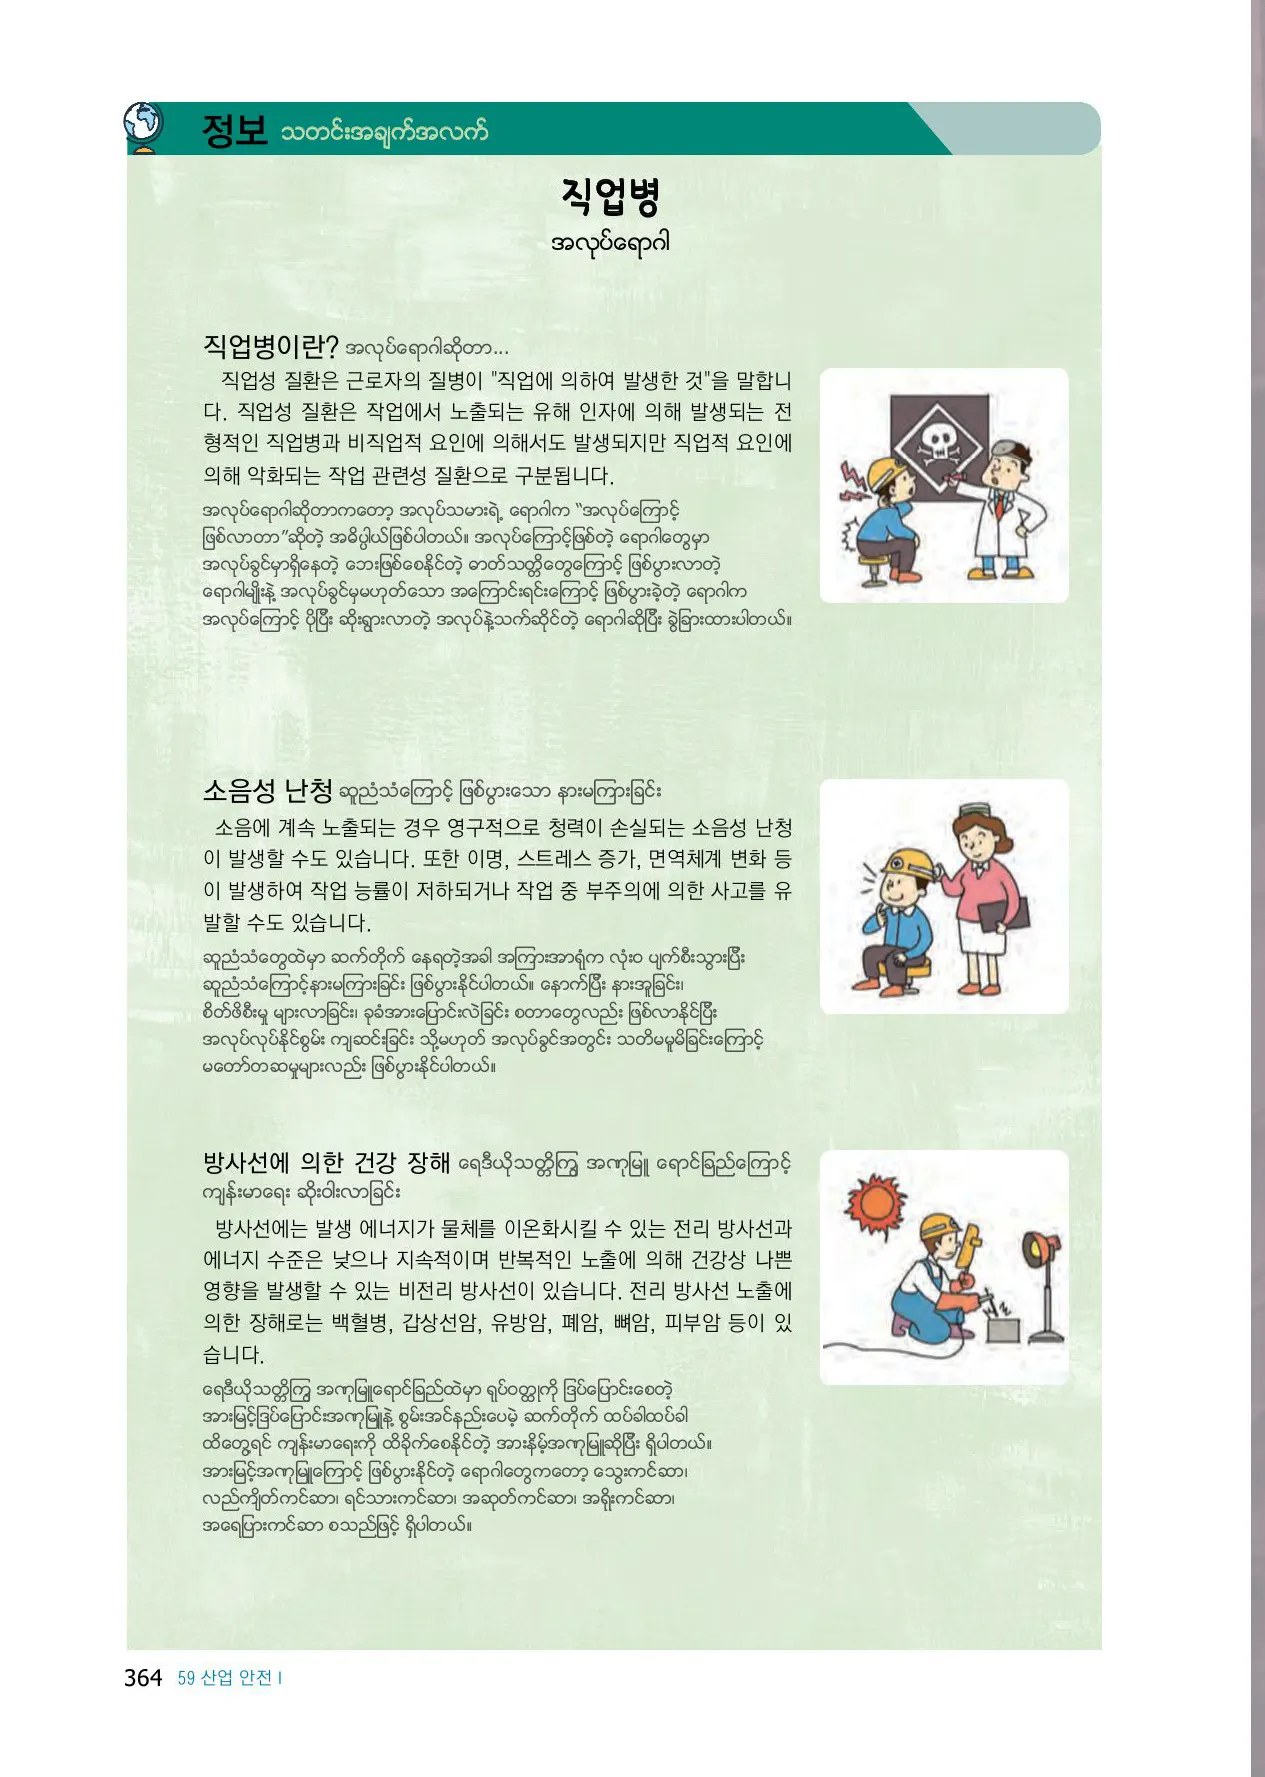 정보 သတင်းအချက်အလက်
직업병
အလုပ်ရောဂါ
직업병이란? အလုပ်ရောဂါဆိုတာ...
직업성 질환은 근로자의 질병이 "직업에 의하여 발생한 것"을 말합니
다. 직업성 질환은 작업에서 노출되는 유해 인자에 의해 발생되는 전
형적인 직업병과 비직업적 요인에 의해서도 발생되지만 직업적 요인에
의해 악화되는 작업 관련성 질환으로 구분됩니다.
အလုပ်ရောဂါဆိုတာကတော့ အလုပ်သမားရဲ့ ရောဂါက “အလုပ်ကြောင့်
ဖြစ်လာတာ”ဆိုတဲ့ အဓိပ္ပါယ်ဖြစ်ပါတယ်။ အလုပ်ကြောင့်ဖြစ်တဲ့ ရောဂါတွေမှာ
အလုပ်ခွင်မှာရှိနေတဲ့ ဘေးဖြစ်စေနိုင်တဲ့ ဓာတ်သတ္တိတွေကြောင့် ဖြစ်ပွားလာတဲ့
ရောဂါမျိုးနဲ့ အလုပ်ခွင်မှမဟုတ်သော အကြောင်းရင်းကြောင့် ဖြစ်ပွားခဲ့တဲ့ ရောဂါက
အလုပ်ကြောင့် ပိုပြီး ဆိုးရွားလာတဲ့ အလုပ်နဲ့သက်ဆိုင်တဲ့ ရောဂါဆိုပြီး ခွဲခြားထားပါတယ်။
소음성 난청 ဆူညံသံကြောင့် ဖြစ်ပွားသော နားမကြားခြင်း
소음에 계속 노출되는 경우 영구적으로 청력이 손실되는 소음성 난청
이 발생할 수도 있습니다. 또한 이명, 스트레스 증가, 면역체계 변화 등
이 발생하여 작업 능률이 저하되거나 작업 중 부주의에 의한 사고를 유
발할 수도 있습니다.
ဆူညံသံတွေထဲမှာ ဆက်တိုက် နေရတဲ့အခါ အကြားအာရုံက လုံးဝ ပျက်စီးသွားပြီး
ဆူညံသံကြောင့်နားမကြားခြင်း ဖြစ်ပွားနိုင်ပါတယ်။ နောက်ပြီး နားအူခြင်း၊
စိတ်ဖိစီးမှု များလာခြင်း၊ ခုခံအားပြောင်းလဲခြင်း စတာတွေလည်း ဖြစ်လာနိုင်ပြီး
အလုပ်လုပ်နိုင်စွမ်း ကျဆင်းခြင်း သို့မဟုတ် အလုပ်ခွင်အတွင်း သတိမမူမိခြင်းကြောင့်
မတော်တဆမှုများလည်း ဖြစ်ပွားနိုင်ပါတယ်။
방사선에 의한 건강 장해 ရေဒီယိုသတ္တိကြွ အဏုမြူ ရောင်ခြည်ကြောင့်
ကျန်းမာရေး ဆိုးဝါးလာခြင်း
방사선에는 발생 에너지가 물체를 이온화시킬 수 있는 전리 방사선과
에너지 수준은 낮으나 지속적이며 반복적인 노출에 의해 건강상 나쁜
영향을 발생할 수 있는 비전리 방사선이 있습니다. 전리 방사선 노출에
의한 장해로는 백혈병, 갑상선암, 유방암, 폐암, 뼈암, 피부암 등이 있
습니다.
ရေဒီယိုသတ္တိကြွ အဏုမြူရောင်ခြည်ထဲမှာ ရုပ်ဝတ္ထုကို ဒြပ်ပြောင်းစေတဲ့
အားမြင့်ဒြပ်ပြောင်းအဏုမြူနဲ့ စွမ်းအင်နည်းပေမဲ့ ဆက်တိုက် ထပ်ခါထပ်ခါ
ထိတွေ့ရင် ကျန်းမာရေးကို ထိခိုက်စေနိုင်တဲ့ အားနိမ့်အဏုမြူဆိုပြီး ရှိပါတယ်။
အားမြင့်အဏုမြူကြောင့် ဖြစ်ပွားနိုင်တဲ့ ရောဂါတွေကတော့ သွေးကင်ဆာ၊
လည်ကျိတ်ကင်ဆာ၊ ရင်သားကင်ဆာ၊ အဆုတ်ကင်ဆာ၊ အရိုးကင်ဆာ၊
အရေပြားကင်ဆာ စသည်ဖြင့် ရှိပါတယ်။
364 59 산업 안전 I